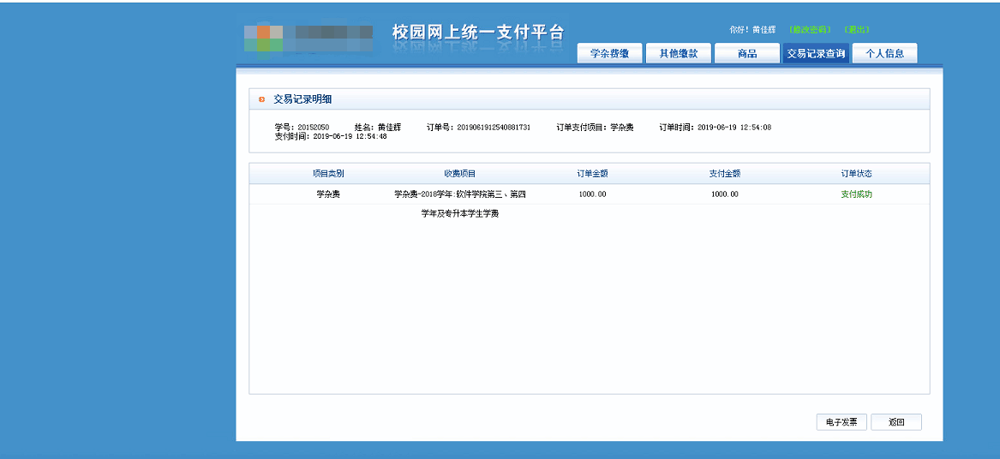 校园网上统一支付平台
你好! 黄佳辉 [修改密码] [退出]
学杂费缴 其他缴款 商品 交易记录查询 个人信息
交易记录明细
学号: 20152050 姓名: 黄佳辉 订单号: 2019061912540881731 订单支付项目: 学杂费 订单时间: 2019-06-19 12:54:08
支付时间: 2019-06-19 12:54:48
项目类别 收费项目 订单金额 支付金额 订单状态
学杂费 学杂费-2018学年:软件学院第三、第四 1000.00 1000.00 支付成功
学年及专升本学生学费
电子发票 返回